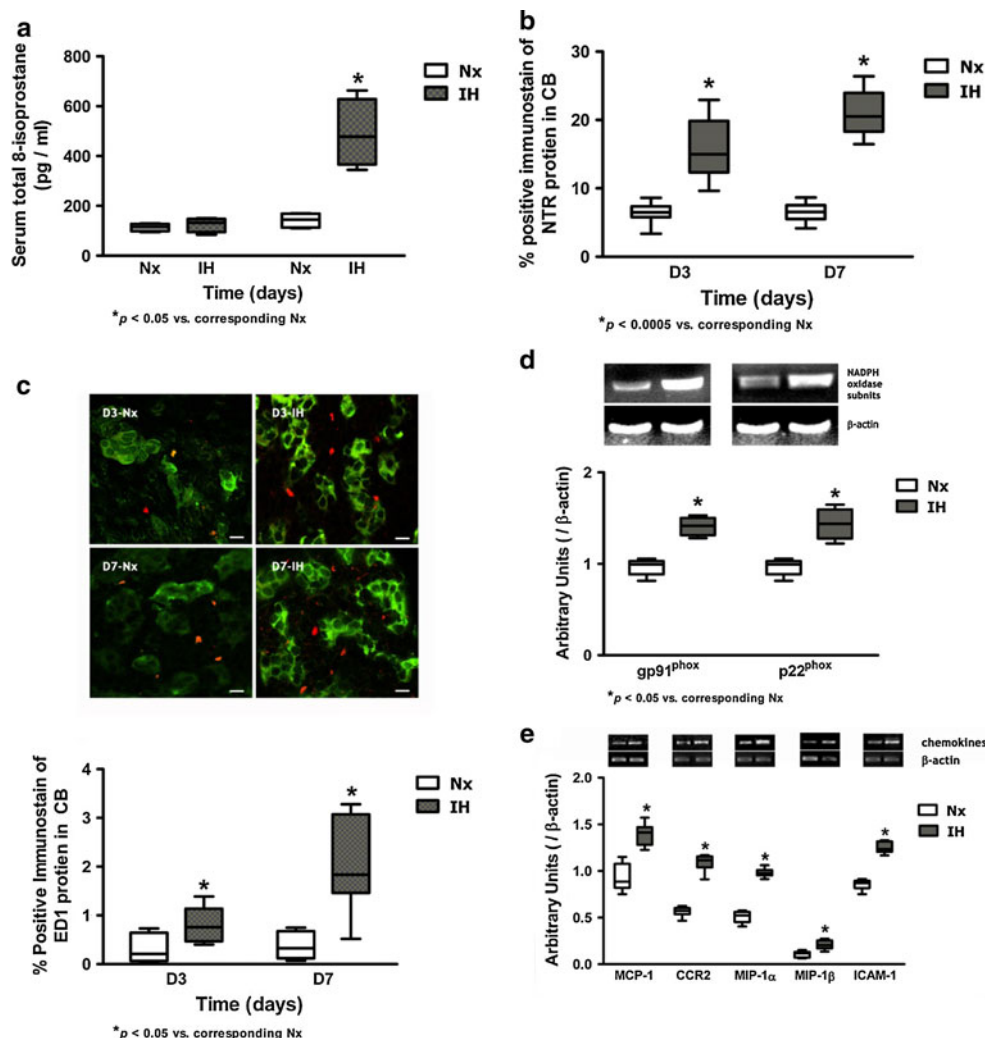 a
Serum total 8-isoprostane
(pg / ml)
800
600
400
200
0
*
Nx
IH
Nx IH Nx IH
Time (days)
*p < 0.05 vs. corresponding Nx
b
% positive immunostain of
NTR protien in CB
30
20
10
0
* *
Nx
IH
D3 D7
Time (days)
*p < 0.0005 vs. corresponding Nx
c
D3-Nx D3-IH
D7-Nx D7-IH
% Positive Immunostain of
ED1 protien in CB
4
3
2
1
0
* *
Nx
IH
D3 D7
Time (days)
*p < 0.05 vs. corresponding Nx
d
NADPH
oxidase
subnits
β-actin
Arbitrary Units ( / β-actin)
2
1
0
* *
Nx
IH
gp91phox p22phox
*p < 0.05 vs. corresponding Nx
e
chemokines
β-actin
Arbitrary Units ( / β-actin)
2.0
1.5
1.0
0.5
0.0
* * * * *
Nx
IH
MCP-1 CCR2 MIP-1α MIP-1β ICAM-1